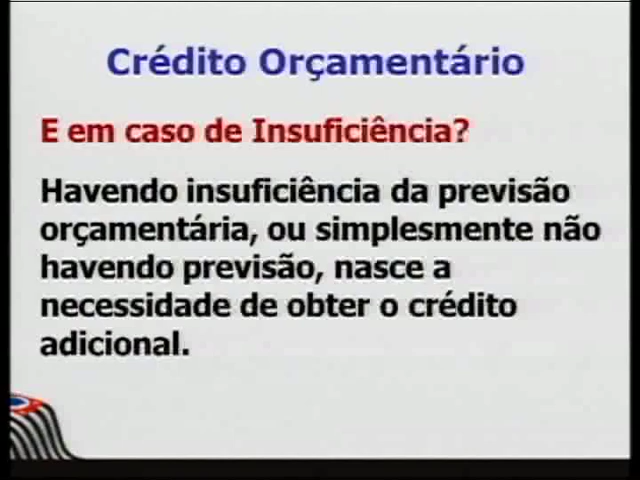 Crédito Orçamentário
E em caso de Insuficiência?
Havendo insuficiência da previsão
orçamentária, ou simplesmente não
havendo previsão, nasce a
necessidade de obter o crédito
adicional.